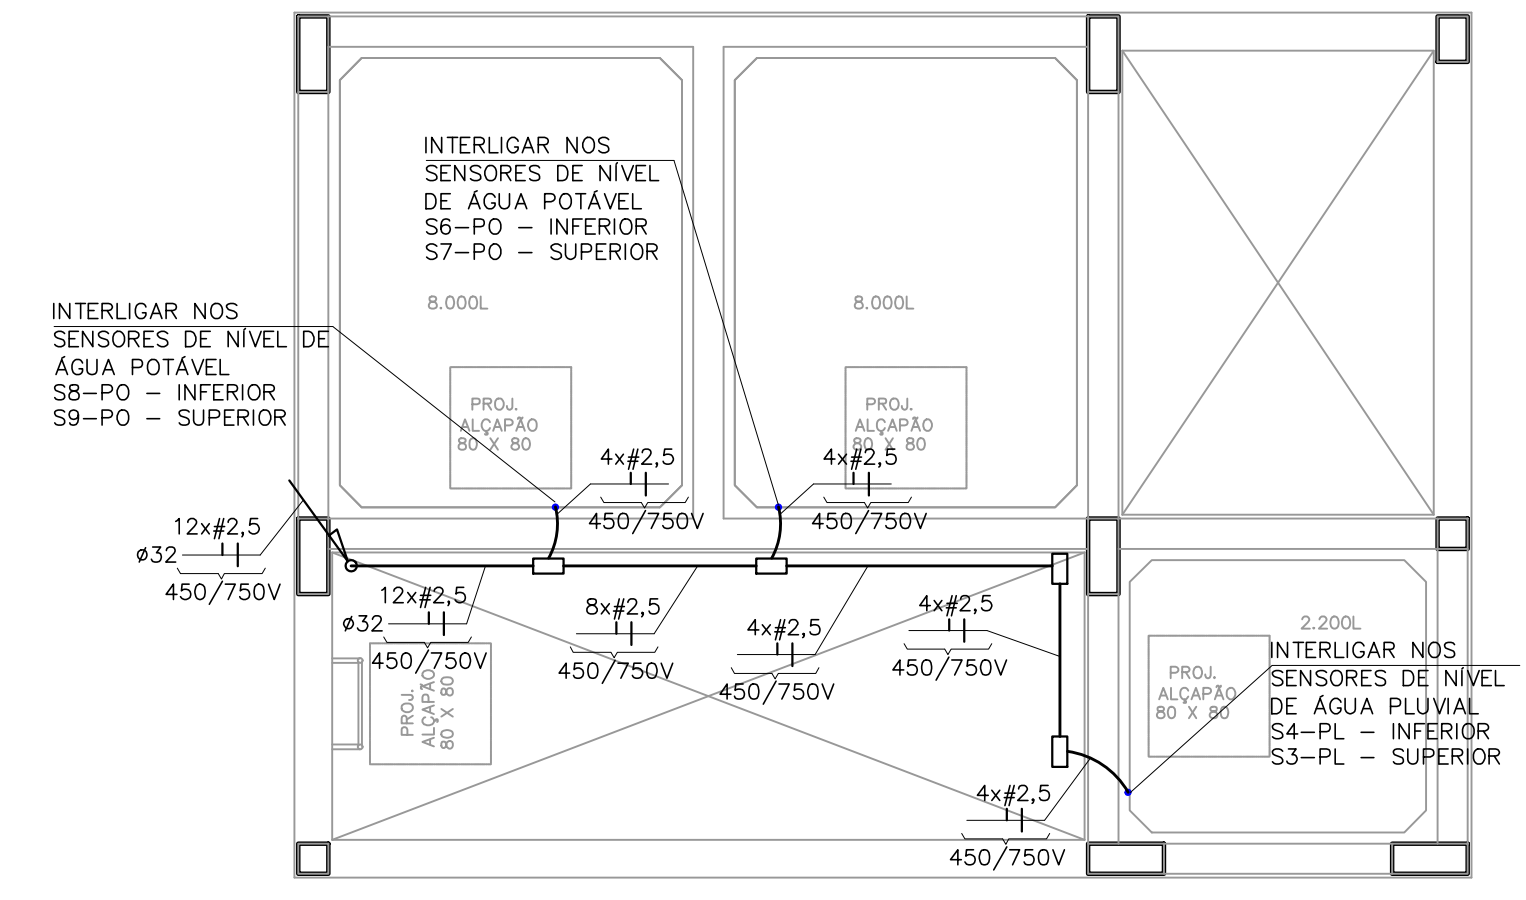 INTERLIGAR NOS
SENSORES DE NÍVEL
DE ÁGUA POTÁVEL
S6-PO - INFERIOR
S7-PO - SUPERIOR
8.000L
8.000L
INTERLIGAR NOS
SENSORES DE NÍVEL DE
ÁGUA POTÁVEL
S8-PO - INFERIOR
S9-PO - SUPERIOR
PROJ.
ALÇAPÃO
80 X 80
PROJ.
ALÇAPÃO
80 X 80
4x#2,5
450/750V
4x#2,5
450/750V
12x#2,5
ø32
450/750V
12x#2,5
ø32
450/750V
8x#2,5
450/750V
4x#2,5
450/750V
4x#2,5
450/750V
2.200L
INTERLIGAR NOS
SENSORES DE NÍVEL
DE ÁGUA PLUVIAL
S4-PL - INFERIOR
S3-PL - SUPERIOR
PROJ.
ALÇAPÃO
80 X 80
PROJ.
ALÇAPÃO
80 X 80
4x#2,5
450/750V